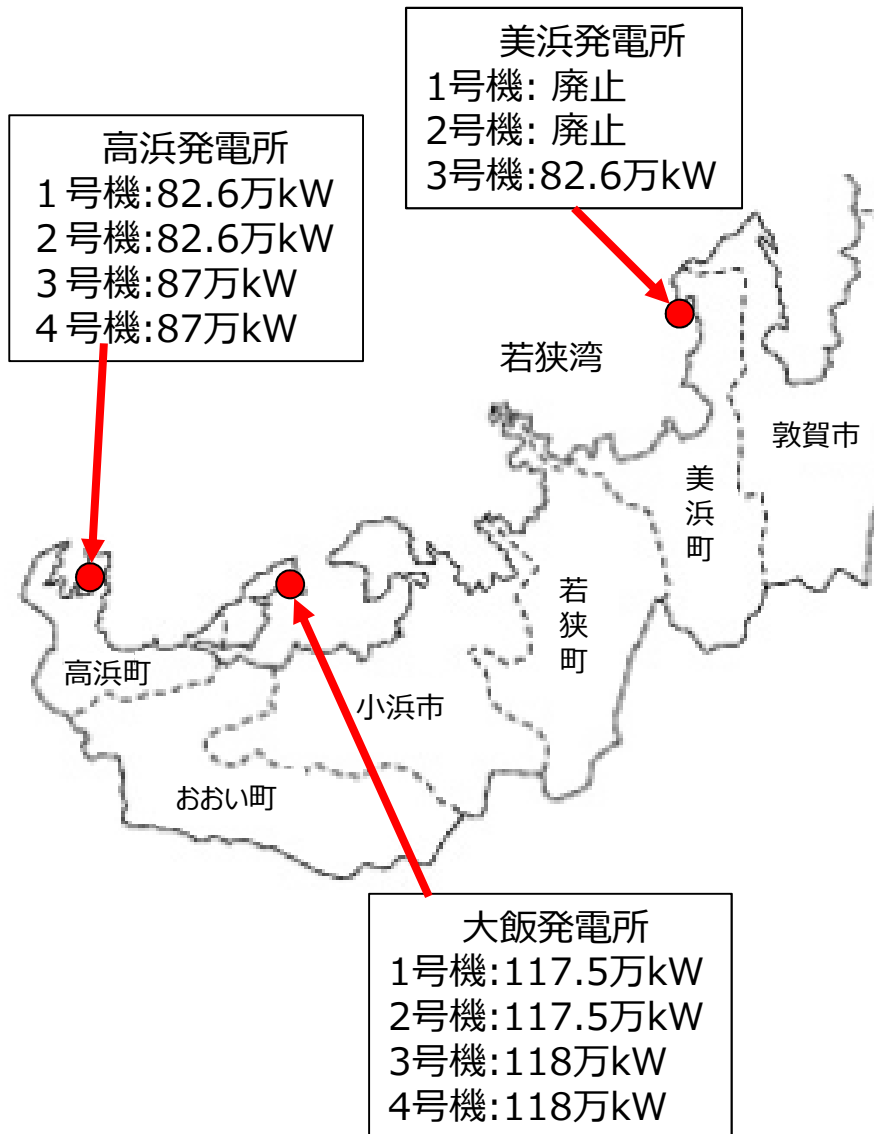 美浜発電所
1号機: 廃止
2号機: 廃止
3号機:82.6万kW
高浜発電所
１号機:82.6万kW
２号機:82.6万kW
３号機:87万kW
４号機:87万kW
若狭湾
敦賀市
美浜町
若狭町
高浜町
小浜市
おおい町
大飯発電所
1号機:117.5万kW
2号機:117.5万kW
3号機:118万kW
4号機:118万kW